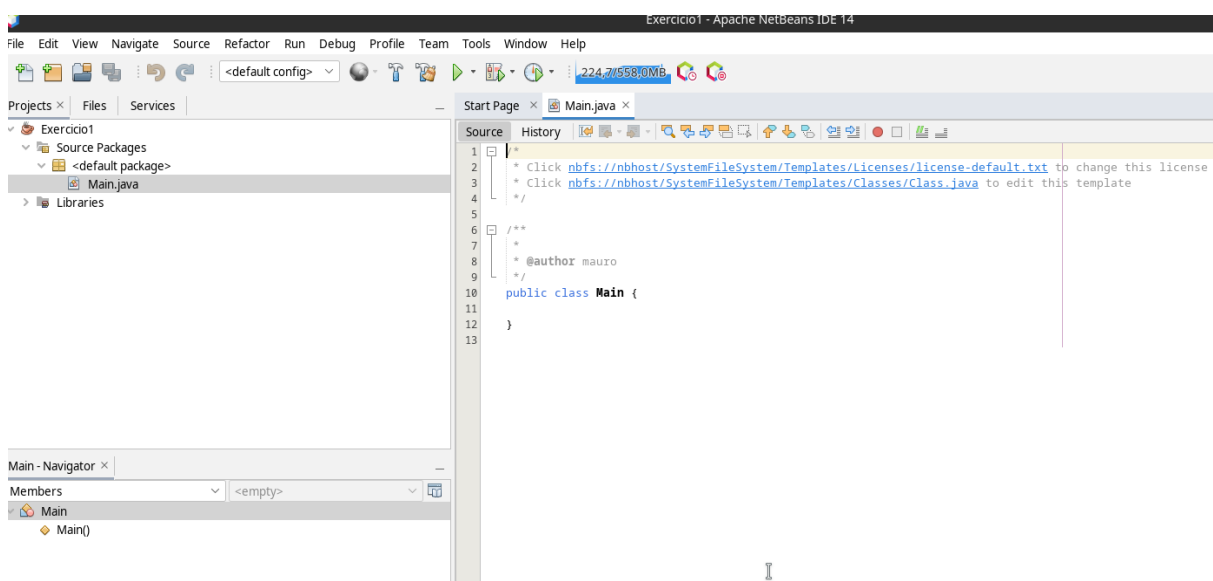 Exercicio1 - Apache NetBeans IDE 14
File Edit View Navigate Source Refactor Run Debug Profile Team Tools Window Help
<default config> 224,7/558,0MB
Projects Files Services
Exercicio1
Source Packages
<default package>
Main.java
Libraries
Start Page Main.java
Source History
1 /*
2 * Click nbfs://nbhost/SystemFileSystem/Templates/Licenses/license-default.txt to change this license
3 * Click nbfs://nbhost/SystemFileSystem/Templates/Classes/Class.java to edit this template
4 */
5
6 /**
7 *
8 * @author mauro
9 */
10 public class Main {
11
12 }
13
Main - Navigator
Members <empty>
Main
Main()